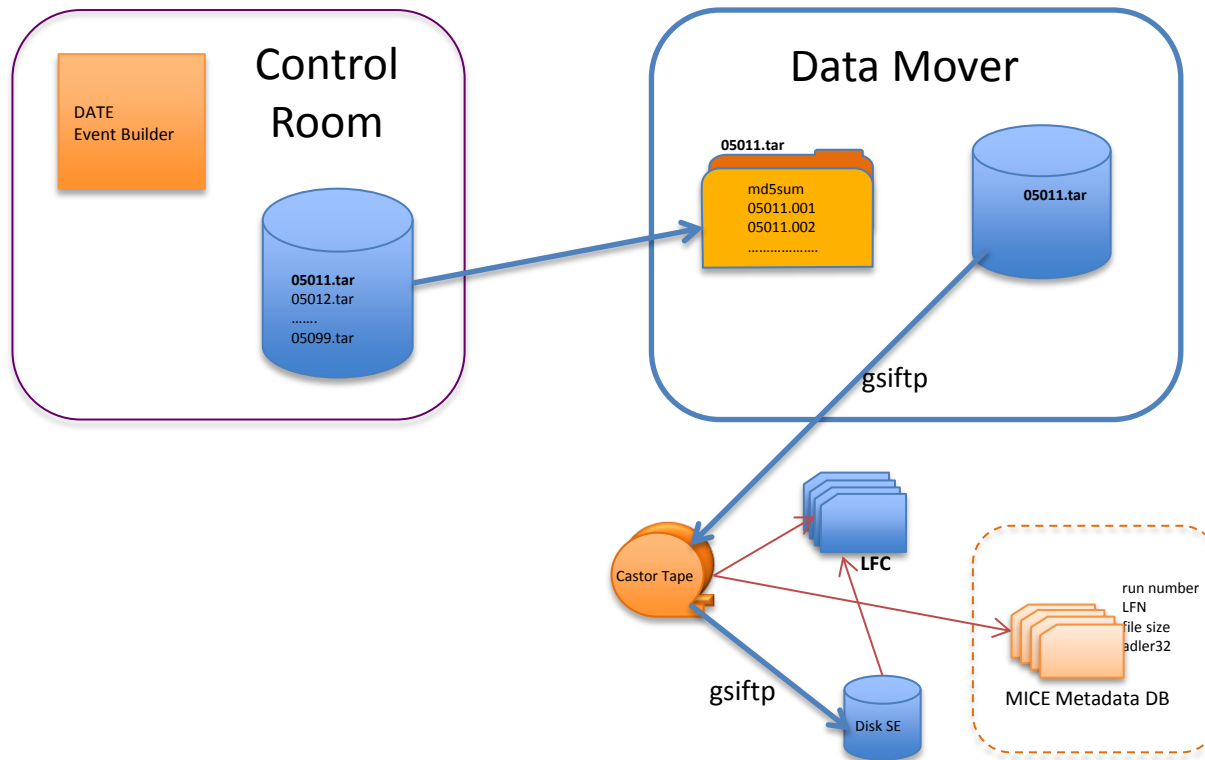 Control
Room
DATE
Event Builder
05011.tar
05012.tar
…….
05099.tar
Data Mover
05011.tar
md5sum
05011.001
05011.002
……………….
05011.tar
gsiftp
Castor Tape
LFC
gsiftp
Disk SE
run number
LFN
file size
adler32
MICE Metadata DB